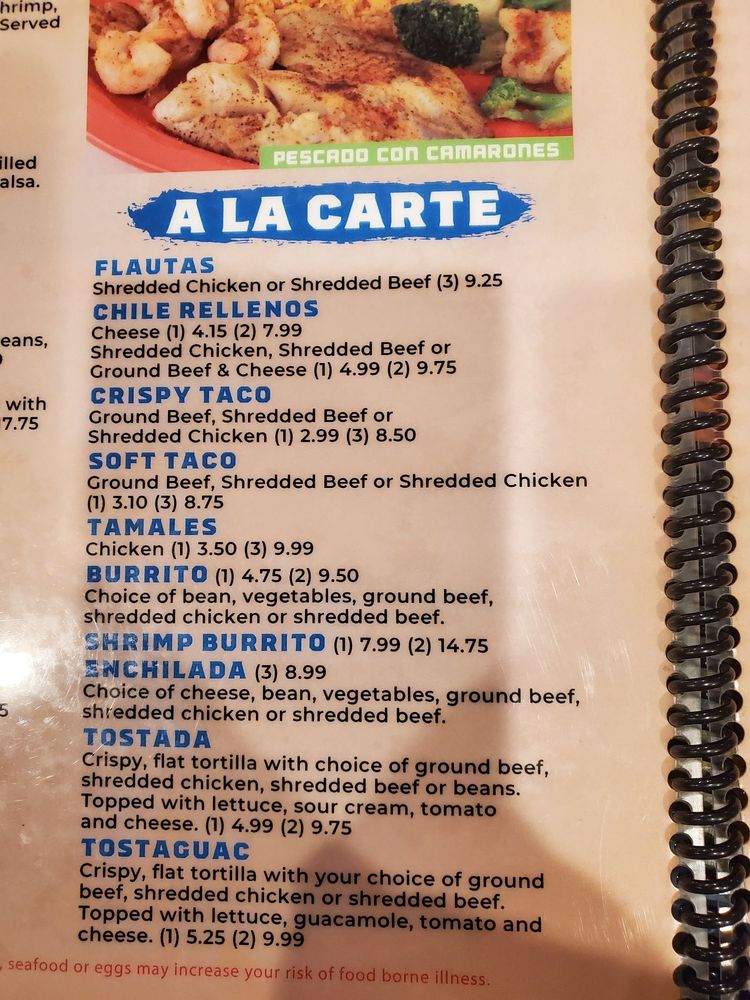 hrimp,
Served
illed
alsa.
eans,
with
7.75
5
PESCADO CON CAMARONES
A LA CARTE
FLAUTAS
Shredded Chicken or Shredded Beef (3) 9.25
CHILE RELLENOS
Cheese (1) 4.15 (2) 7.99
Shredded Chicken, Shredded Beef or
Ground Beef & Cheese (1) 4.99 (2) 9.75
CRISPY TACO
Ground Beef, Shredded Beef or
Shredded Chicken (1) 2.99 (3) 8.50
SOFT TACO
Ground Beef, Shredded Beef or Shredded Chicken
(1) 3.10 (3) 8.75
TAMALES
Chicken (1) 3.50 (3) 9.99
BURRITO (1) 4.75 (2) 9.50
Choice of bean, vegetables, ground beef,
shredded chicken or shredded beef.
SHRIMP BURRITO (1) 7.99 (2) 14.75
ENCHILADA (3) 8.99
Choice of cheese, bean, vegetables, ground beef,
shredded chicken or shredded beef.
TOSTADA
Crispy, flat tortilla with choice of ground beef,
shredded chicken, shredded beef or beans.
Topped with lettuce, sour cream, tomato
and cheese. (1) 4.99 (2) 9.75
TOSTAGUAC
Crispy, flat tortilla with your choice of ground
beef, shredded chicken or shredded beef.
Topped with lettuce, guacamole, tomato and
cheese. (1) 5.25 (2) 9.99
, seafood or eggs may increase your risk of food borne illness.